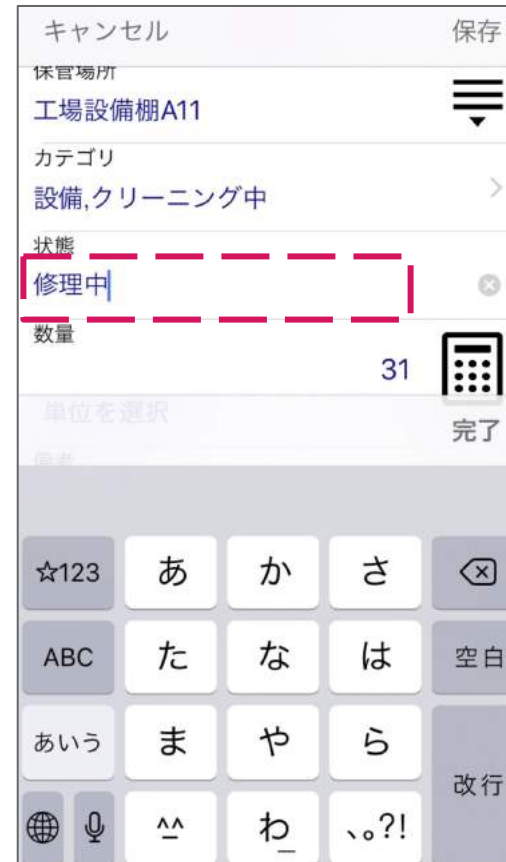 キャンセル 保存
保管場所
工場設備棚A11
カテゴリ
設備,クリーニング中
状態
修理中
数量
31
単位を選択
備考
完了
☆123 あ か さ
ABC た な は 空白
あいう ま や ら
改行
^^ わ 、。?!